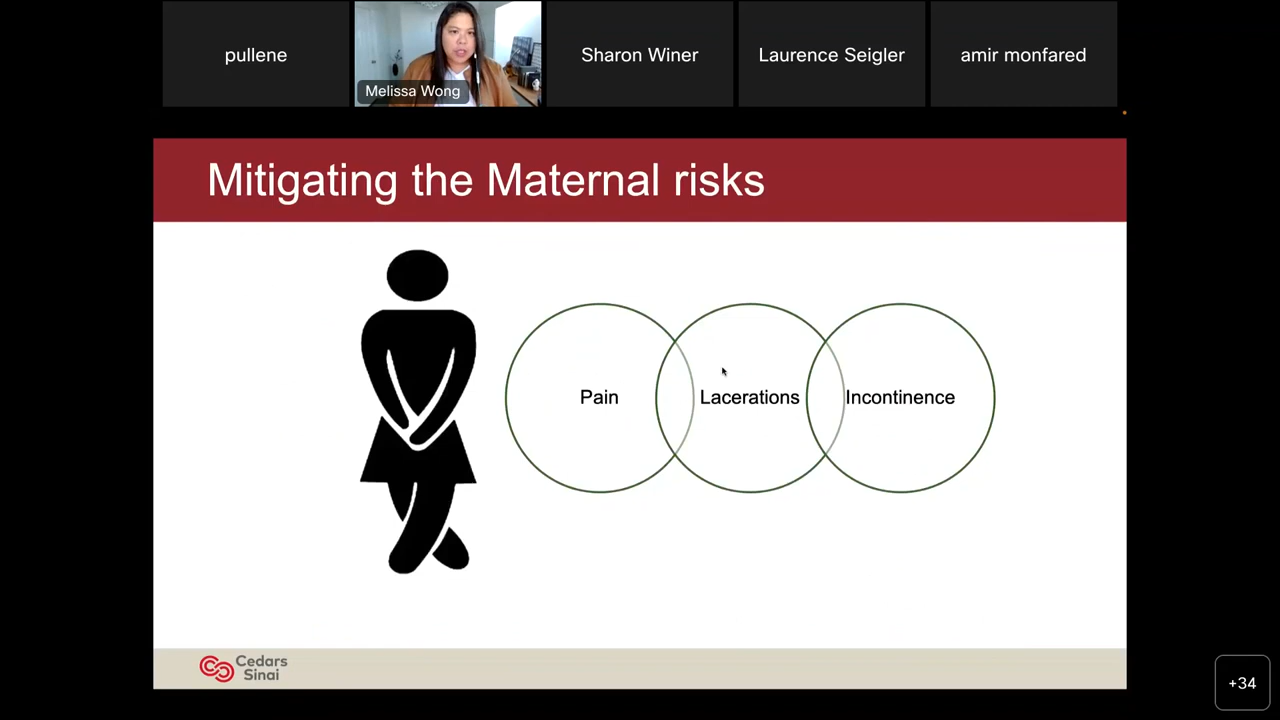 pullene
Melissa Wong
Sharon Winer
Laurence Seigler
amir monfared
Mitigating the Maternal risks
Pain
Lacerations
Incontinence
Cedars
Sinai
+34